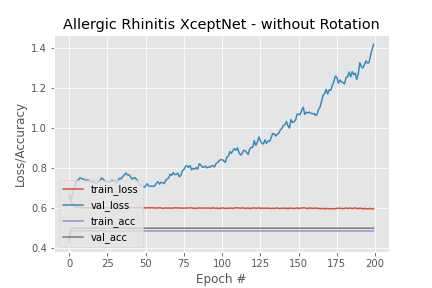 Allergic Rhinitis XceptNet - without Rotation
Loss/Accuracy
1.4
1.2
1.0
0.8
0.6
0.4
train_loss
val_loss
train_acc
val_acc
0 25 50 75 100 125 150 175 200
Epoch #